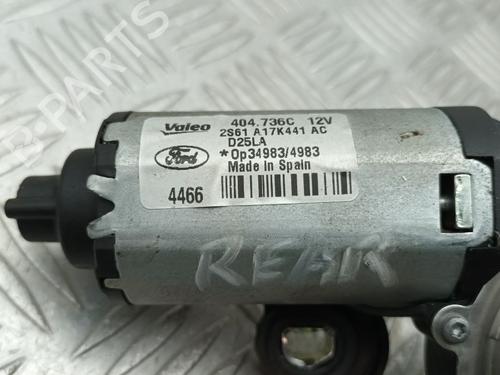 Valeo 404.736C 12V
2S61 A17K441 AC
D25LA
Ford *Op34983/4983
Made in Spain
4466
REAR
B-PARTS